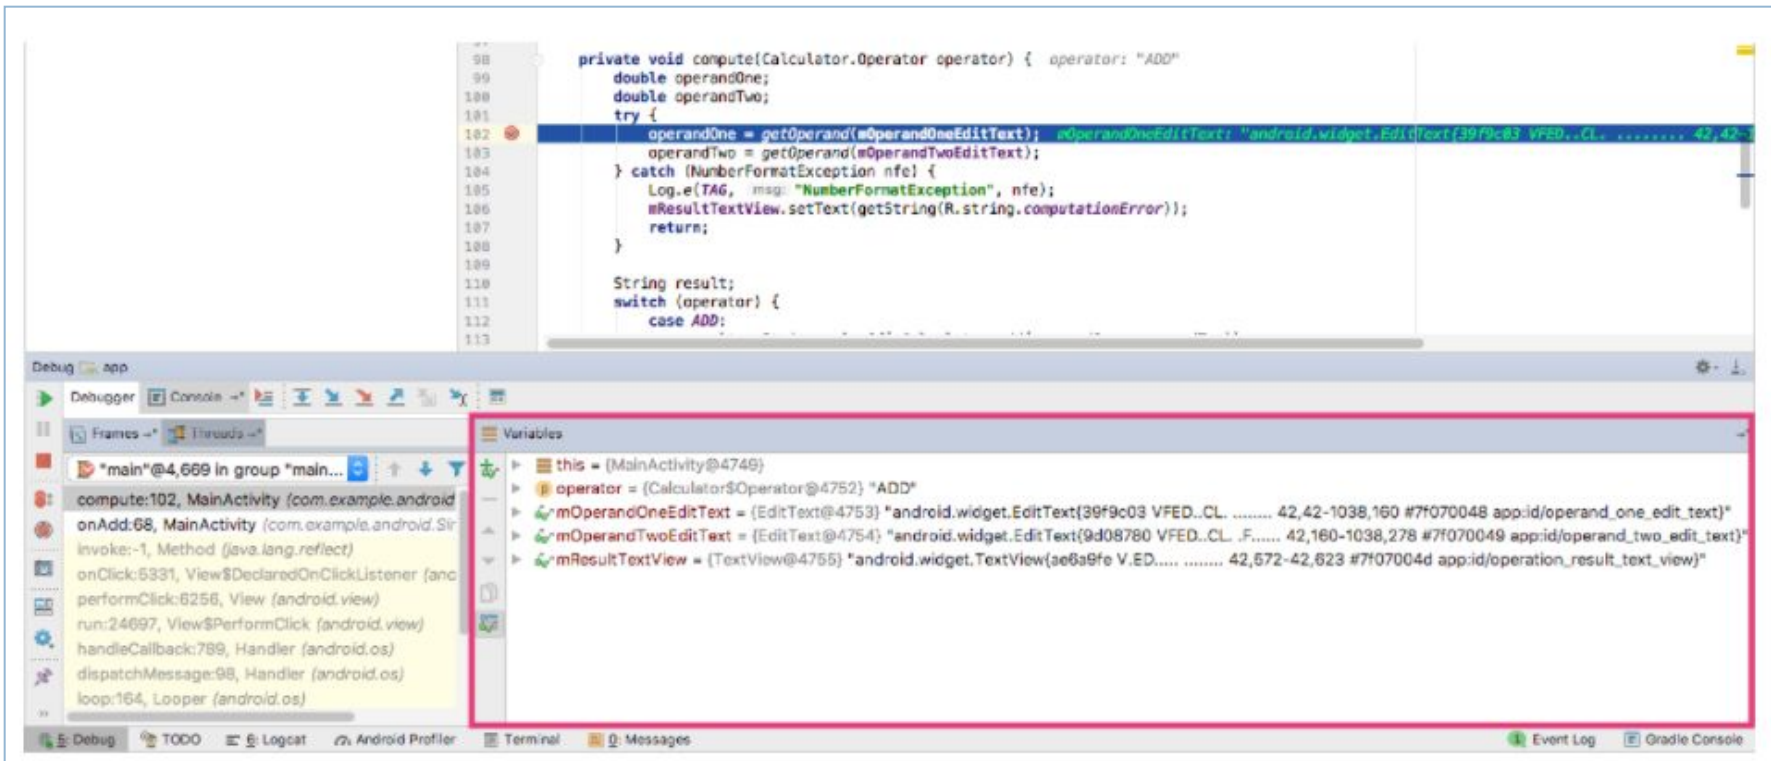 98 private void compute(Calculator.Operator operator) { operator: "ADD"
99 double operandOne;
100 double operandTwo;
101 try {
102 operandOne = getOperand(mOperandOneEditText); mOperandOneEditText: "android.widget.EditText{39f9c03 VFED..CL. ........ 42,42-1
103 operandTwo = getOperand(mOperandTwoEditText);
104 } catch (NumberFormatException nfe) {
105 Log.e(TAG, msg: "NumberFormatException", nfe);
106 mResultTextView.setText(getString(R.string.computationError));
107 return;
108 }
109
110 String result;
111 switch (operator) {
112 case ADD:
113
Debug app
Debugger Console
Frames Threads Variables
"main"@4,669 in group "main...
this = {MainActivity@4749}
compute:102, MainActivity (com.example.android
operator = {Calculator$Operator@4752} "ADD"
onAdd:68, MainActivity (com.example.android.Sir
mOperandOneEditText = {EditText@4753} "android.widget.EditText{39f9c03 VFED..CL. ........ 42,42-1038,160 #7f070048 app:id/operand_one_edit_text}"
invoke:-1, Method (java.lang.reflect)
mOperandTwoEditText = {EditText@4754} "android.widget.EditText{9d08780 VFED..CL. .F...... 42,160-1038,278 #7f070049 app:id/operand_two_edit_text}"
onClick:5331, View$DeclaredOnClickListener (anc
mResultTextView = {TextView@4755} "android.widget.TextView{ae6a9fe V.ED..... ........ 42,572-42,623 #7f07004d app:id/operation_result_text_view}"
performClick:6256, View (android.view)
run:24697, View$PerformClick (android.view)
handleCallback:789, Handler (android.os)
dispatchMessage:98, Handler (android.os)
loop:164, Looper (android.os)
5: Debug TODO 6: Logcat Android Profiler Terminal 0: Messages 1 Event Log Gradle Console